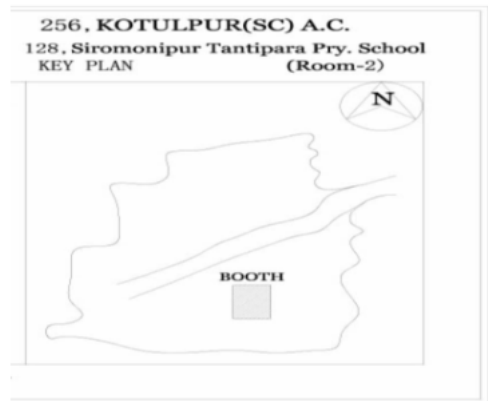 256, KOTULPUR(SC) A.C.
128, Siromonipur Tantipara Pry. School
KEY PLAN (Room-2)
N
BOOTH